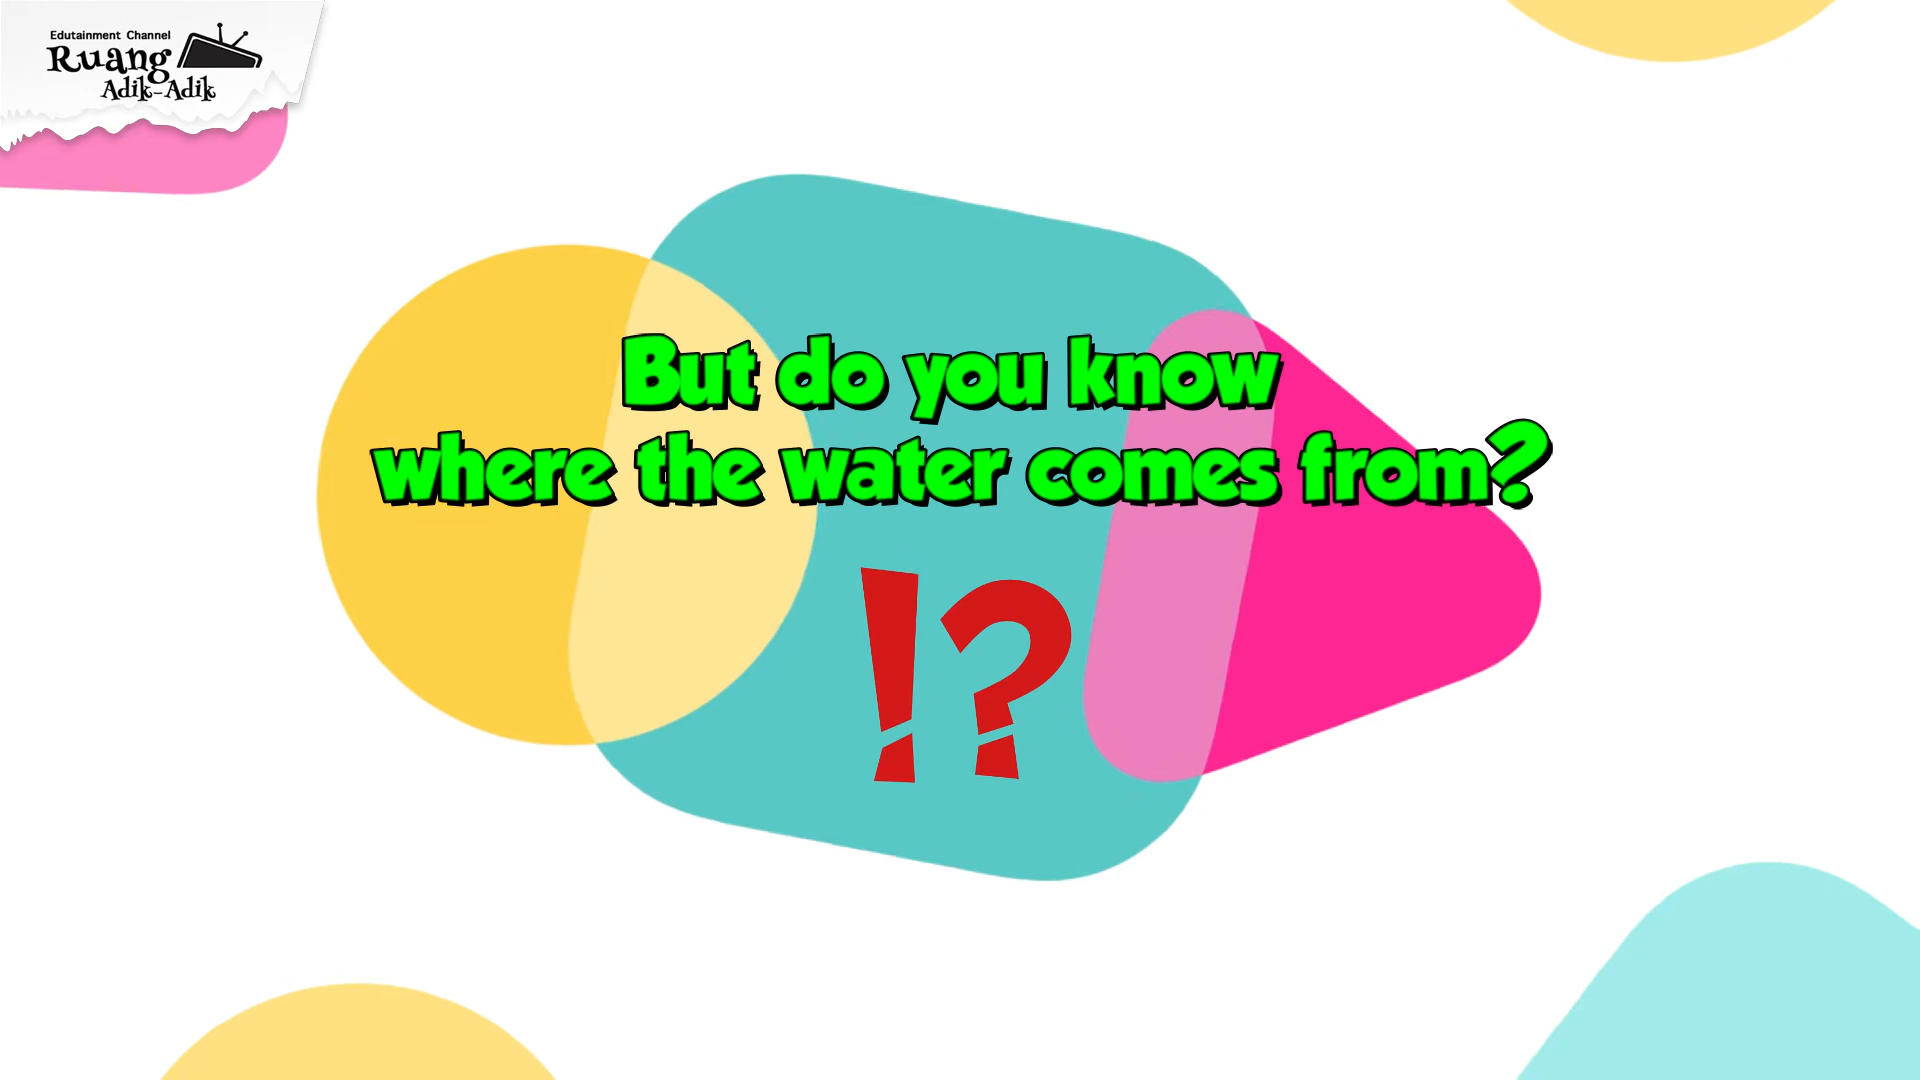 Edutainment Channel
Ruang
Adik-Adik
But do you know
where the water comes from?
!?